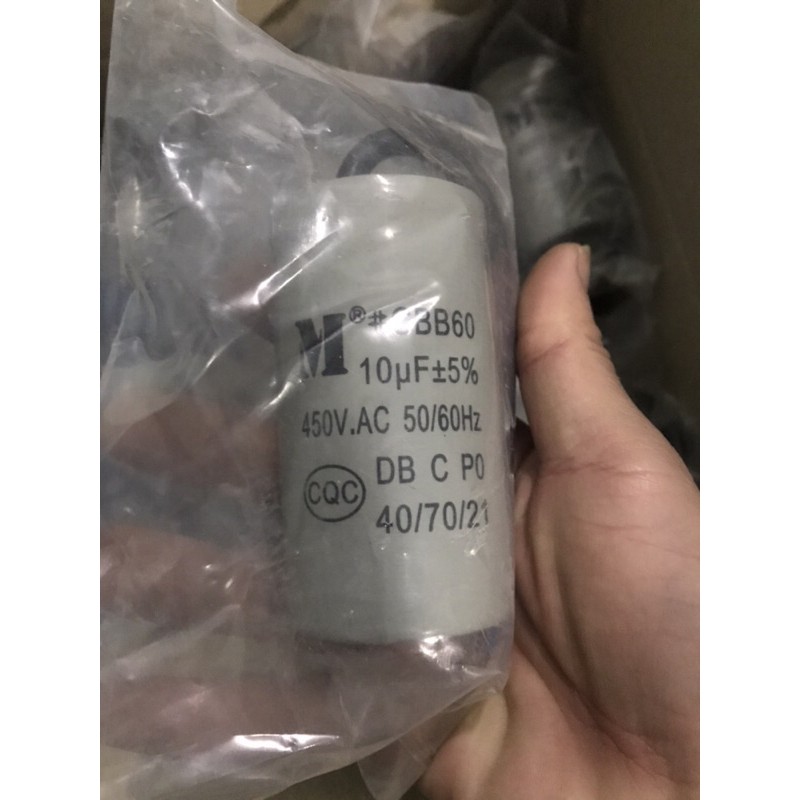 M® #CBB60
10μF±5%
450V.AC 50/60Hz
CQC DB C P0
40/70/21